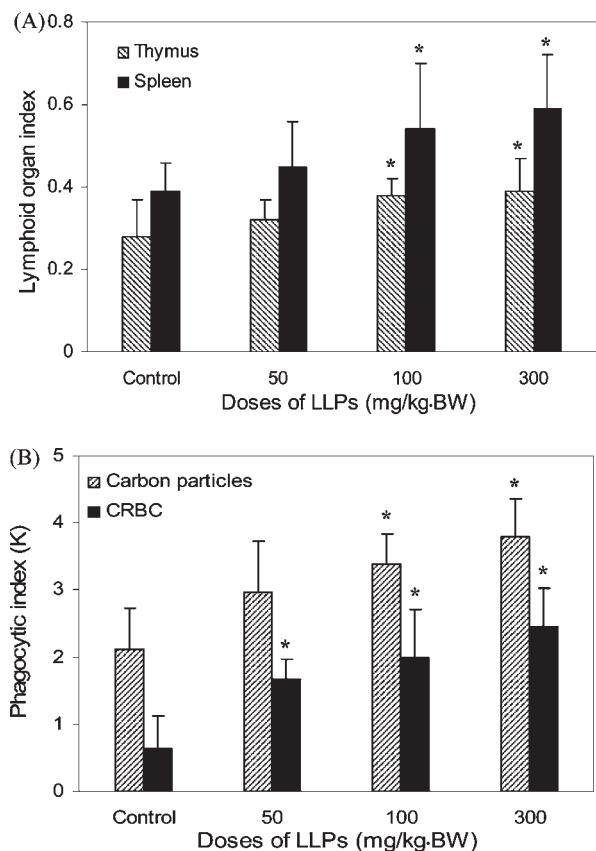 (A)
0.8
0.6
0.4
0.2
0
Lymphoid organ index
Thymus
Spleen
*
*
*
*
Control 50 100 300
Doses of LLPs (mg/kg·BW)
(B)
5
4
3
2
1
0
Phagocytic index (K)
Carbon particles
CRBC
*
*
*
*
*
Control 50 100 300
Doses of LLPs (mg/kg·BW)